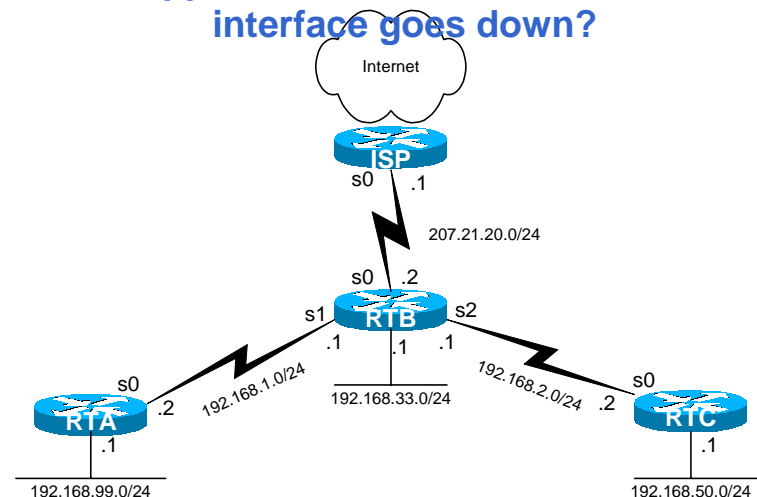 interface goes down?
Internet
ISP
s0
.1
207.21.20.0/24
s0
.2
s1
RTB
s2
.1
.1
.1
192.168.1.0/24
192.168.33.0/24
192.168.2.0/24
s0
.2
RTA
.1
192.168.99.0/24
s0
.2
RTC
.1
192.168.50.0/24